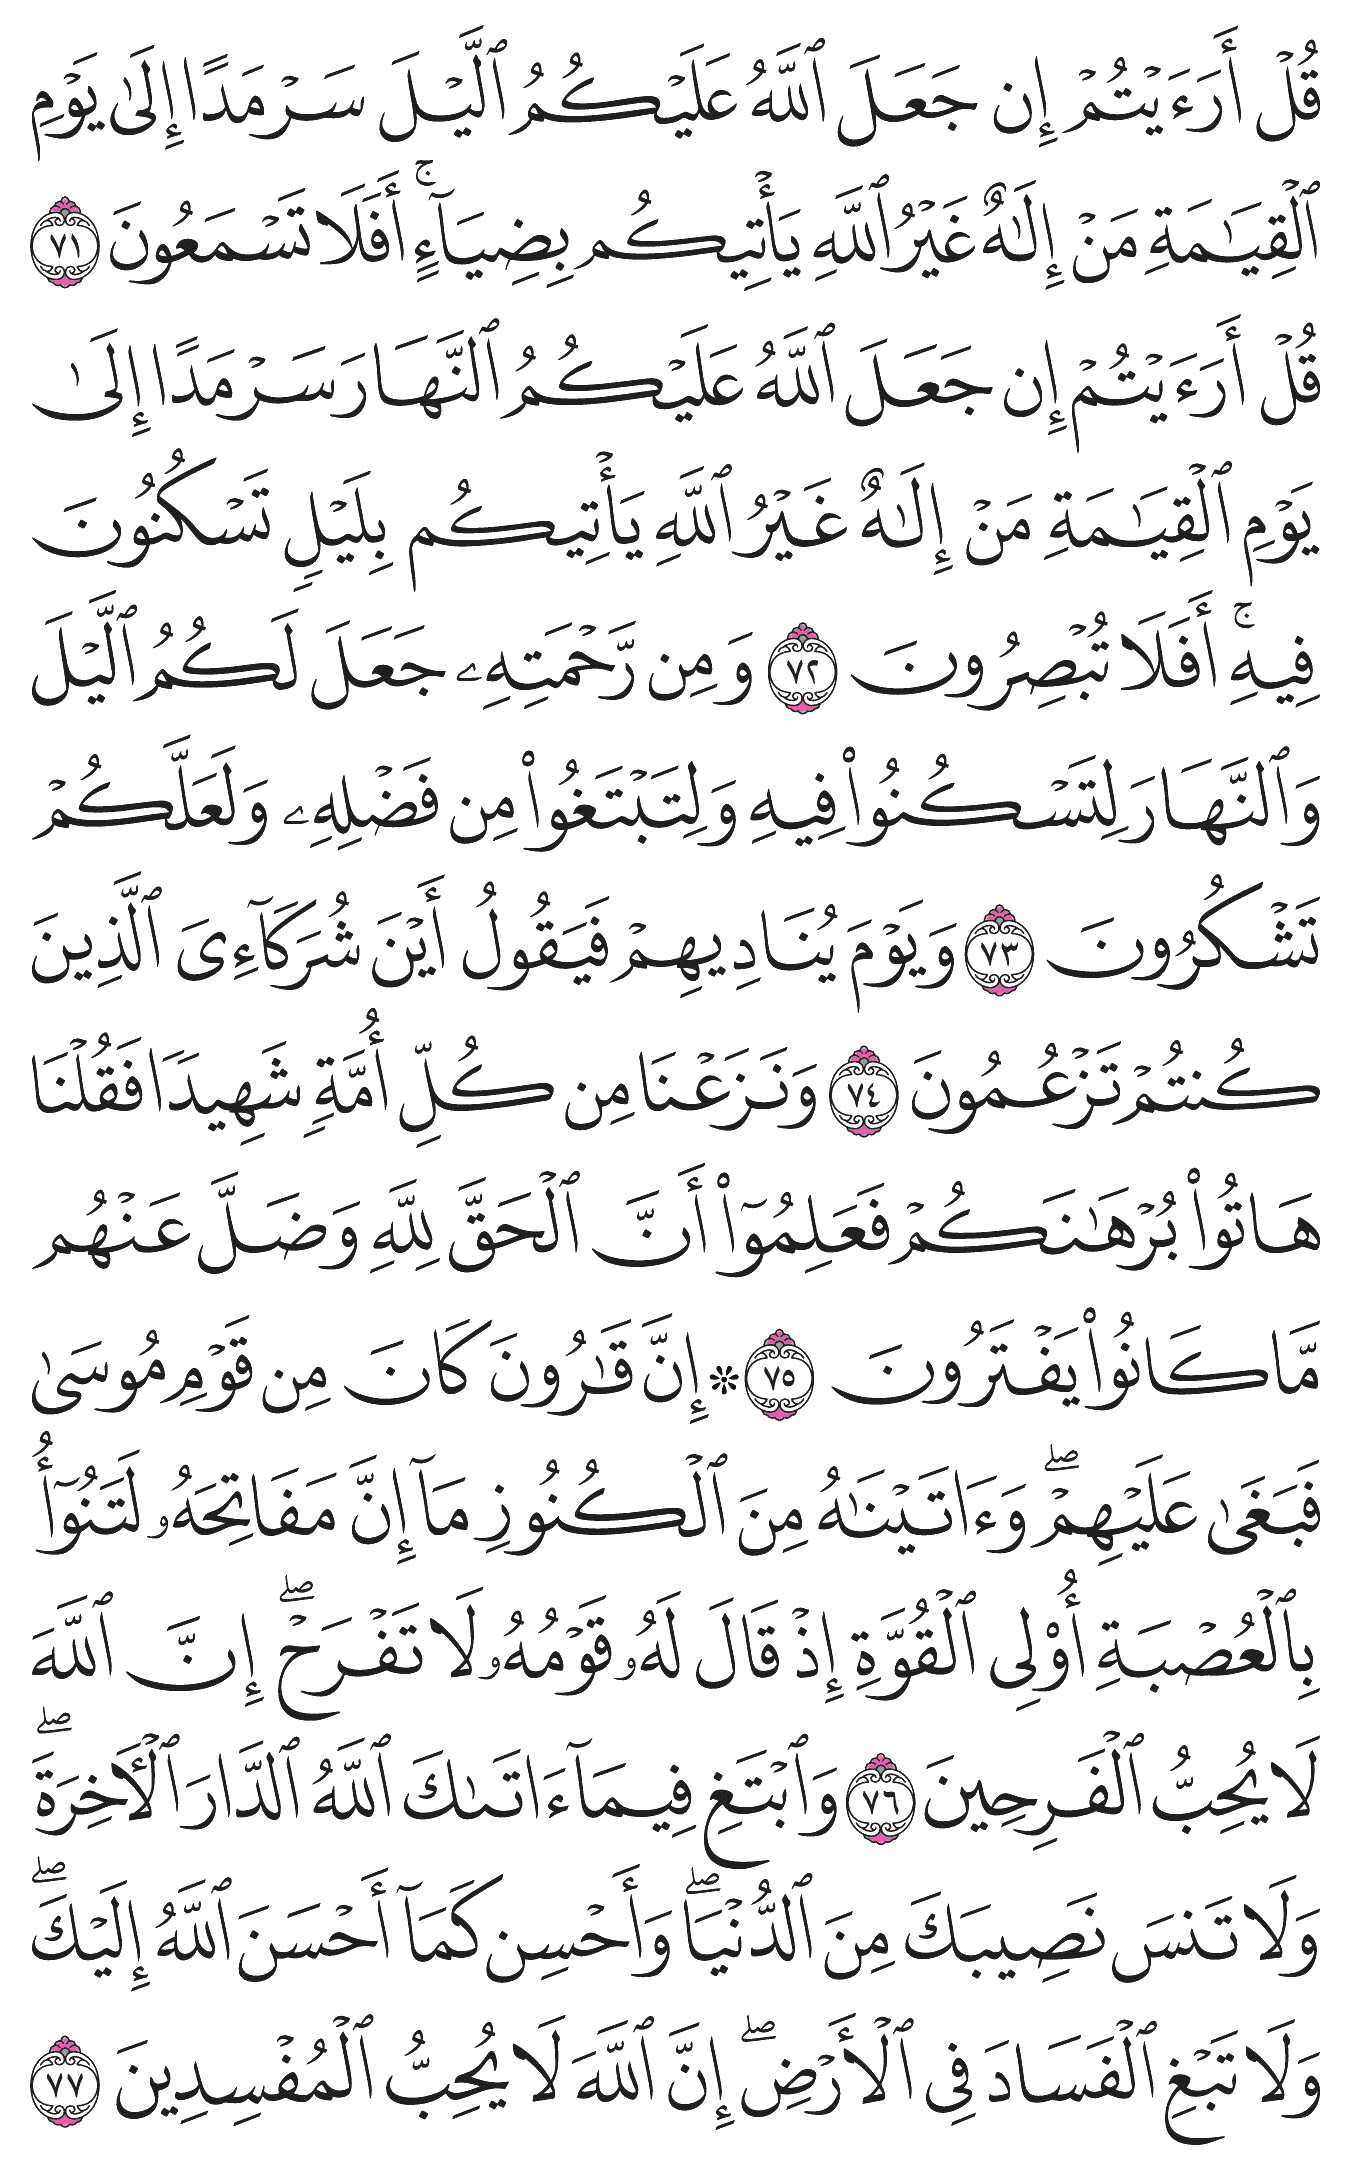 قُلْ أَرَءَيْتُمْ إِن جَعَلَ ٱللَّهُ عَلَيْكُمُ ٱلَّيْلَ سَرْمَدًا إِلَىٰ يَوْمِ
ٱلْقِيَـٰمَةِ مَنْ إِلَـٰهٌ غَيْرُ ٱللَّهِ يَأْتِيكُم بِضِيَآءٍ ۚ أَفَلَا تَسْمَعُونَ ٧١
قُلْ أَرَءَيْتُمْ إِن جَعَلَ ٱللَّهُ عَلَيْكُمُ ٱلنَّهَارَ سَرْمَدًا إِلَىٰ
يَوْمِ ٱلْقِيَـٰمَةِ مَنْ إِلَـٰهٌ غَيْرُ ٱللَّهِ يَأْتِيكُم بِلَيْلٍ تَسْكُنُونَ
فِيهِ ۚ أَفَلَا تُبْصِرُونَ ٧٢ وَمِن رَّحْمَتِهِۦ جَعَلَ لَكُمُ ٱلَّيْلَ
وَٱلنَّهَارَ لِتَسْكُنُوا۟ فِيهِ وَلِتَبْتَغُوا۟ مِن فَضْلِهِۦ وَلَعَلَّكُمْ
تَشْكُرُونَ ٧٣ وَيَوْمَ يُنَادِيهِمْ فَيَقُولُ أَيْنَ شُرَكَآءِىَ ٱلَّذِينَ
كُنتُمْ تَزْعُمُونَ ٧٤ وَنَزَعْنَا مِن كُلِّ أُمَّةٍ شَهِيدًا فَقُلْنَا
هَاتُوا۟ بُرْهَـٰنَكُمْ فَعَلِمُوٓا۟ أَنَّ ٱلْحَقَّ لِلَّهِ وَضَلَّ عَنْهُم
مَّا كَانُوا۟ يَفْتَرُونَ ٧٥ ۞ إِنَّ قَـٰرُونَ كَانَ مِن قَوْمِ مُوسَىٰ
فَبَغَىٰ عَلَيْهِمْ ۖ وَءَاتَيْنَـٰهُ مِنَ ٱلْكُنُوزِ مَآ إِنَّ مَفَاتِحَهُۥ لَتَنُوٓأُ
بِٱلْعُصْبَةِ أُو۟لِى ٱلْقُوَّةِ إِذْ قَالَ لَهُۥ قَوْمُهُۥ لَا تَفْرَحْ ۖ إِنَّ ٱللَّهَ
لَا يُحِبُّ ٱلْفَرِحِينَ ٧٦ وَٱبْتَغِ فِيمَآ ءَاتَىٰكَ ٱللَّهُ ٱلدَّارَ ٱلْـَٔاخِرَةَ ۖ
وَلَا تَنسَ نَصِيبَكَ مِنَ ٱلدُّنْيَا ۖ وَأَحْسِن كَمَآ أَحْسَنَ ٱللَّهُ إِلَيْكَ ۖ
وَلَا تَبْغِ ٱلْفَسَادَ فِى ٱلْأَرْضِ ۖ إِنَّ ٱللَّهَ لَا يُحِبُّ ٱلْمُفْسِدِينَ ٧٧